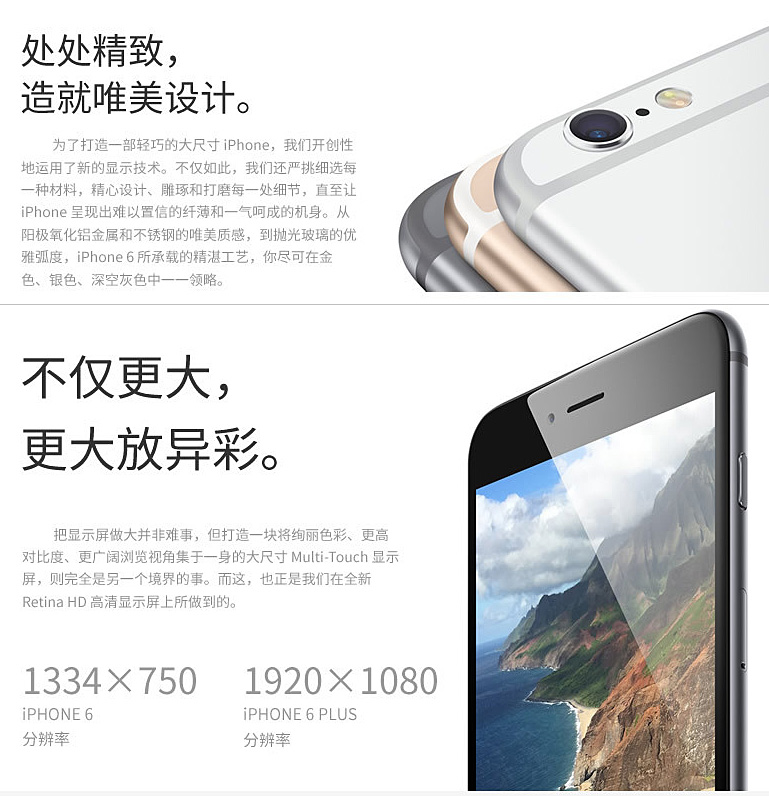 处处精致，
造就唯美设计。
为了打造一部轻巧的大尺寸 iPhone，我们开创性
地运用了新的显示技术。不仅如此，我们还严挑细选每
一种材料，精心设计、雕琢和打磨每一处细节，直至让
iPhone 呈现出难以置信的纤薄和一气呵成的机身。从
阳极氧化铝金属和不锈钢的唯美质感，到抛光玻璃的优
雅弧度，iPhone 6 所承载的精湛工艺，你尽可在金
色、银色、深空灰色中一一领略。
不仅更大，
更大放异彩。
把显示屏做大并非难事，但打造一块将绚丽色彩、更高
对比度、更广阔浏览视角集于一身的大尺寸 Multi-Touch 显示
屏，则完全是另一个境界的事。而这，也正是我们在全新
Retina HD 高清显示屏上所做到的。
1334×750 1920×1080
iPHONE 6 iPHONE 6 PLUS
分辨率 分辨率